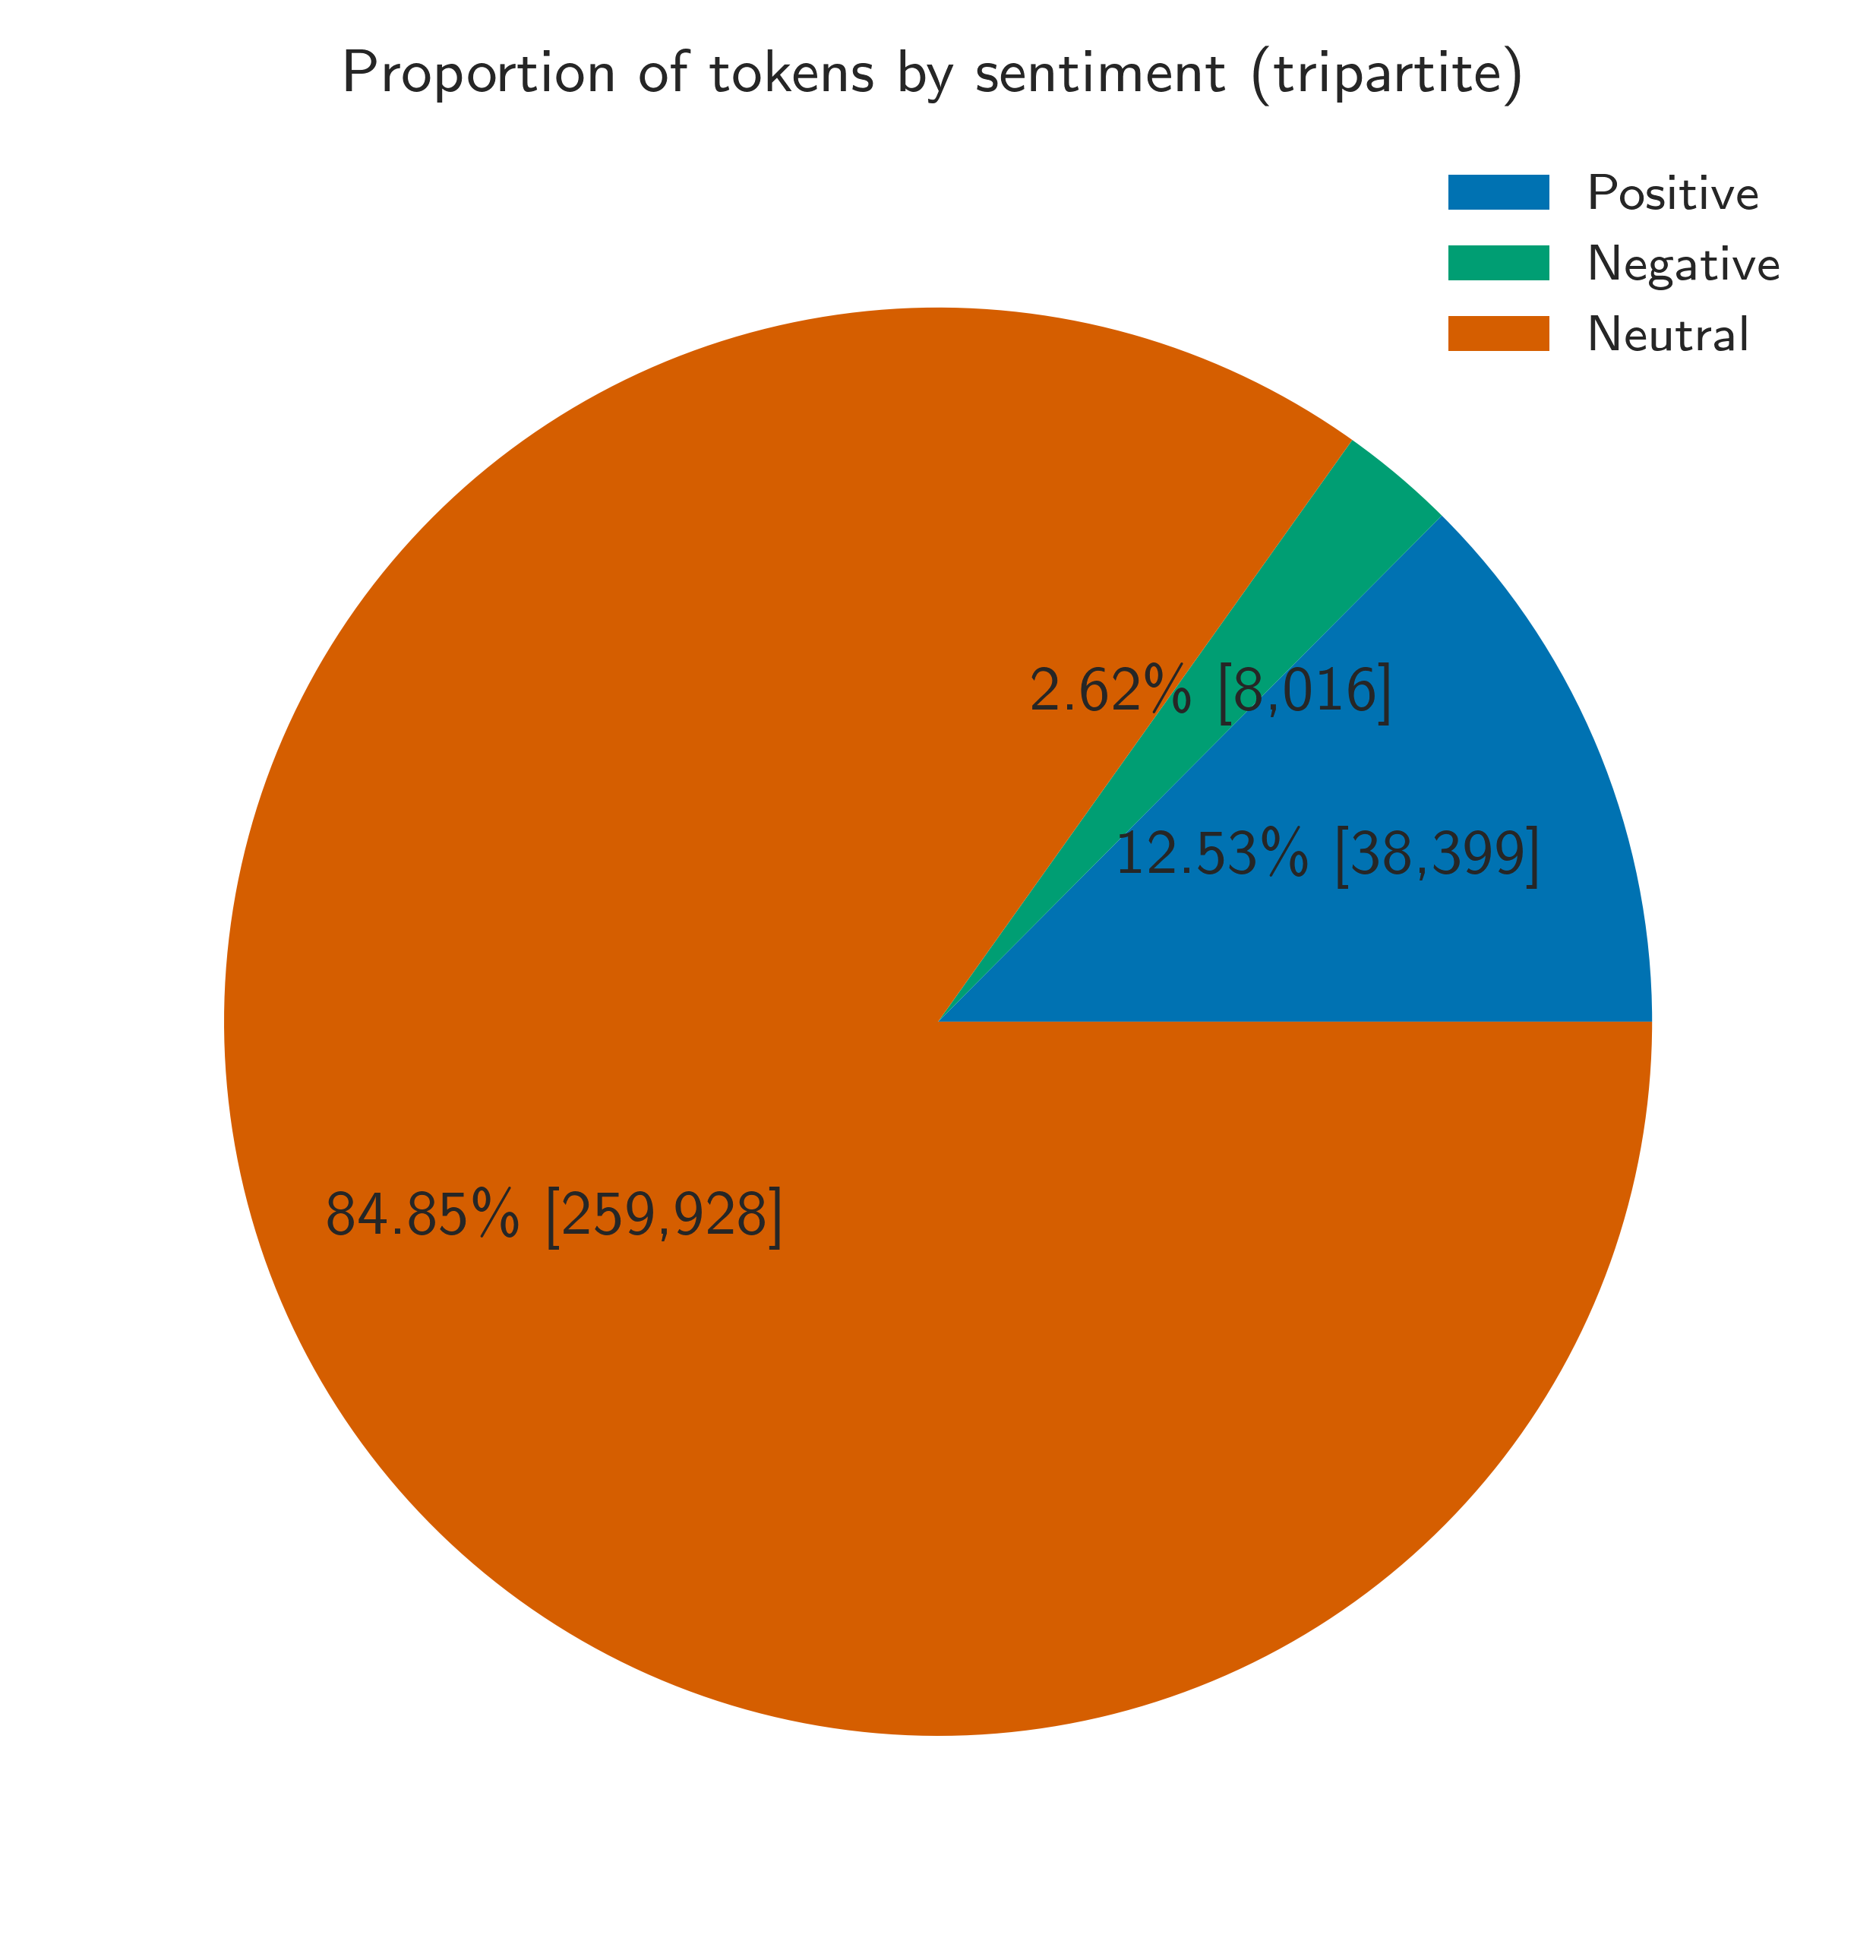 Proportion of tokens by sentiment (tripartite)
Positive
Negative
Neutral
2.62% [8,016]
12.53% [38,399]
84.85% [259,928]